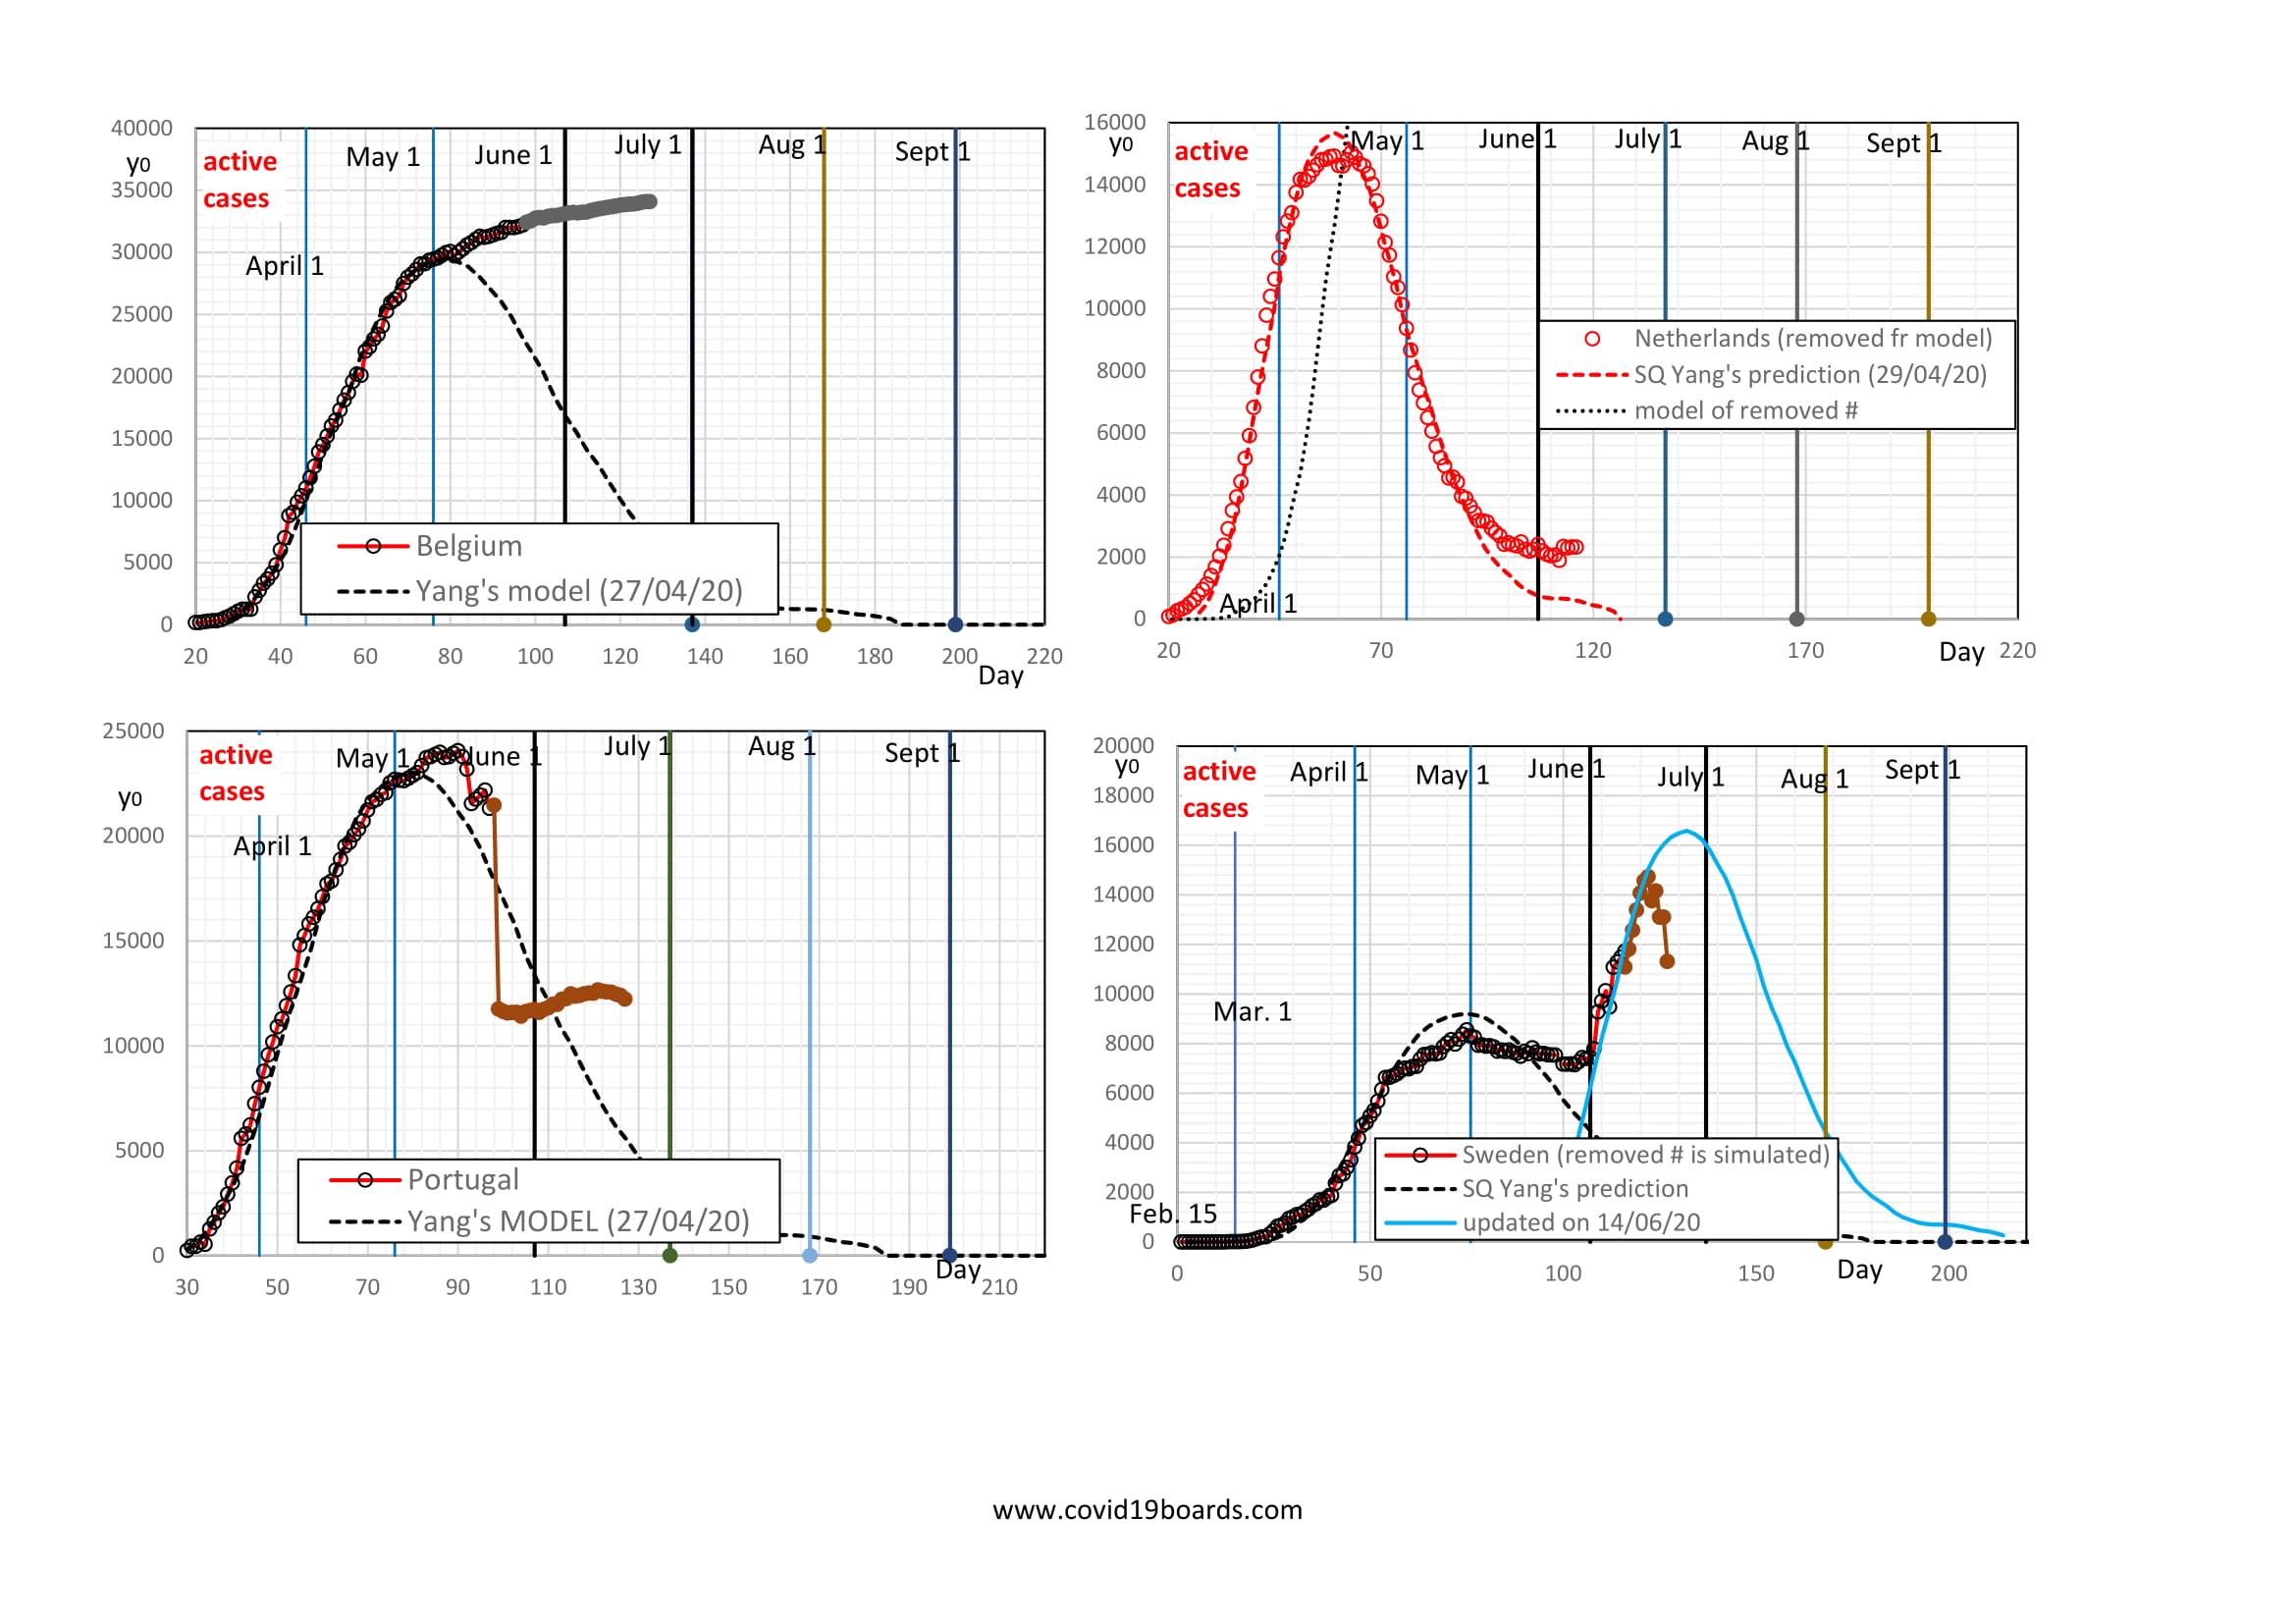 40000
y0
active
cases
April 1
May 1
June 1
July 1
Aug 1
Sept 1
35000
30000
25000
20000
15000
10000
5000
0
Belgium
Yang's model (27/04/20)
20 40 60 80 100 120 140 160 180 200 220
Day
16000
y0
active
cases
April 1
May 1
June 1
July 1
Aug 1
Sept 1
14000
12000
10000
8000
6000
4000
2000
0
Netherlands (removed fr model)
SQ Yang's prediction (29/04/20)
model of removed #
20 70 120 170 220
Day
25000
y0
active
cases
April 1
May 1
June 1
July 1
Aug 1
Sept 1
20000
15000
10000
5000
0
Portugal
Yang's MODEL (27/04/20)
Day
30 50 70 90 110 130 150 170 190 210
20000
y0
active
cases
Feb. 15
Mar. 1
April 1
May 1
June 1
July 1
Aug 1
Sept 1
18000
16000
14000
12000
10000
8000
6000
4000
2000
0
Sweden (removed # is simulated)
SQ Yang's prediction
updated on 14/06/20
0 50 100 150 200
Day
www.covid19boards.com